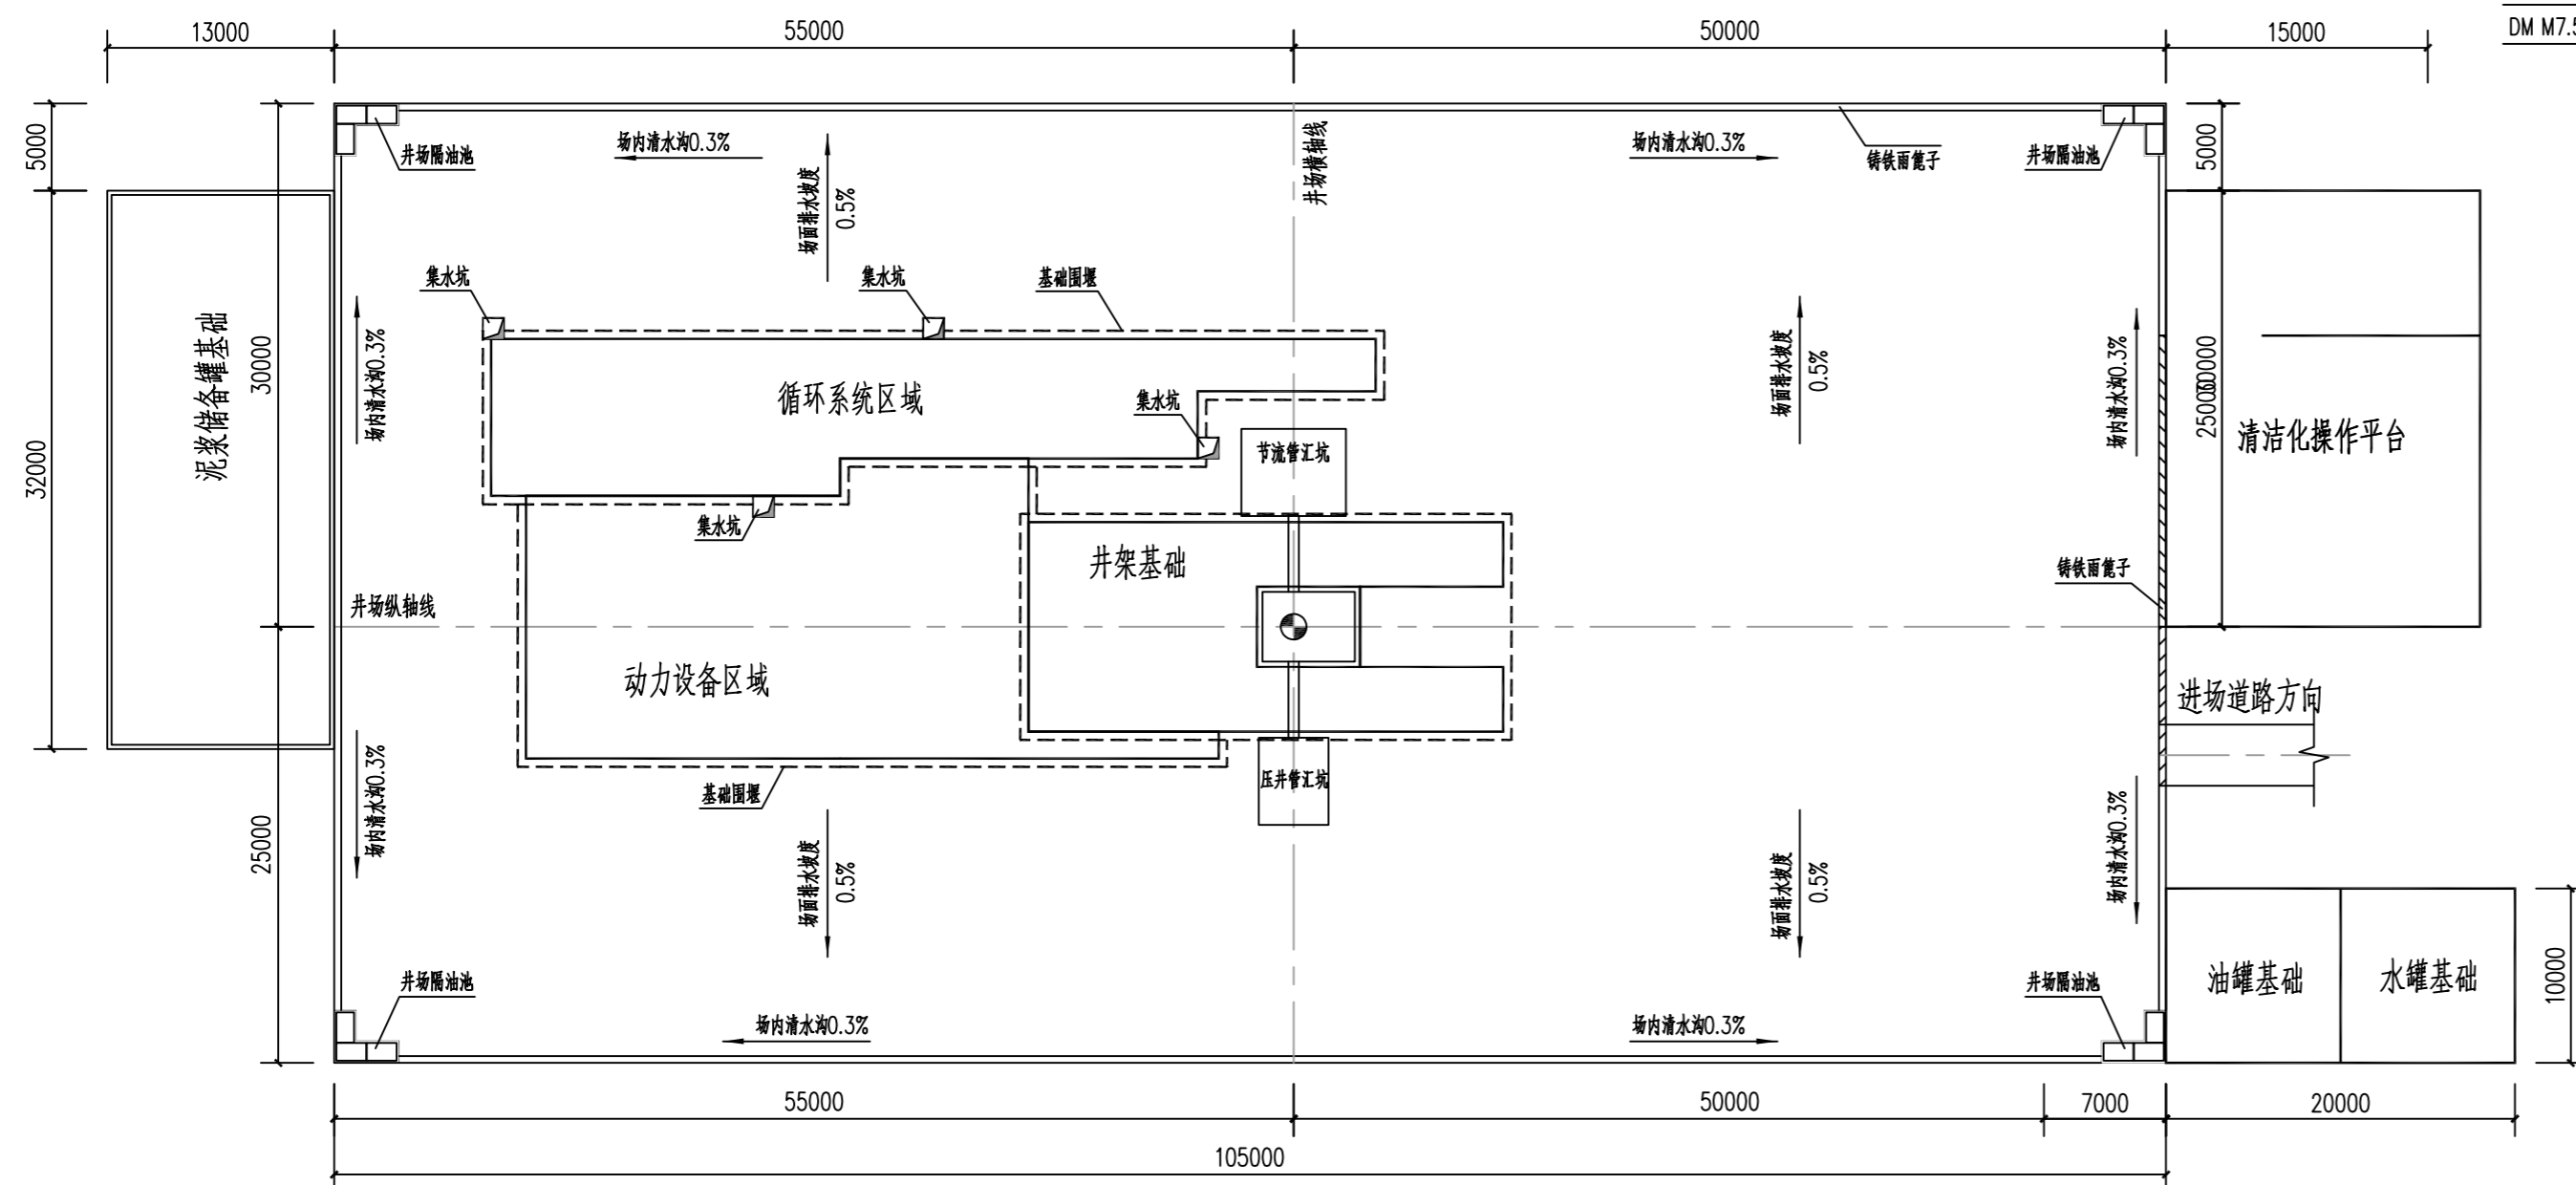 13000
55000
50000
15000
DM M7.5
5000
32000
30000
25000
泥浆储备罐基础
井场隔油池
场内清水沟0.3%
场面排水坡度
0.5%
井场横轴线
场内清水沟0.3%
铸铁雨篦子
井场隔油池
5000
集水坑
集水坑
基础围堰
场内清水沟0.3%
循环系统区域
集水坑
节流管汇坑
场面排水坡度
0.5%
场内清水沟0.3%
清洁化操作平台
集水坑
井架基础
铸铁雨篦子
井场纵轴线
动力设备区域
进场道路方向
场内清水沟0.3%
基础围堰
压井管汇坑
场面排水坡度
0.5%
场面排水坡度
0.5%
场内清水沟0.3%
井场隔油池
场内清水沟0.3%
场内清水沟0.3%
井场隔油池
油罐基础
水罐基础
10000
55000
50000
7000
20000
105000